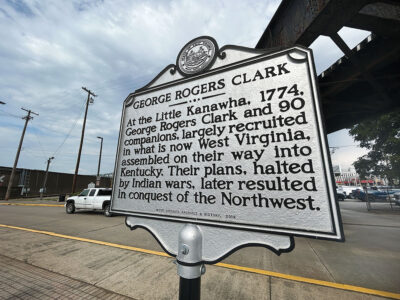 GEORGE ROGERS CLARK
At the Little Kanawha, 1774,
George Rogers Clark and 90
companions, largely recruited
in what is now West Virginia,
assembled on their way into
Kentucky. Their plans, halted
by Indian wars, later resulted
in conquest of the Northwest.